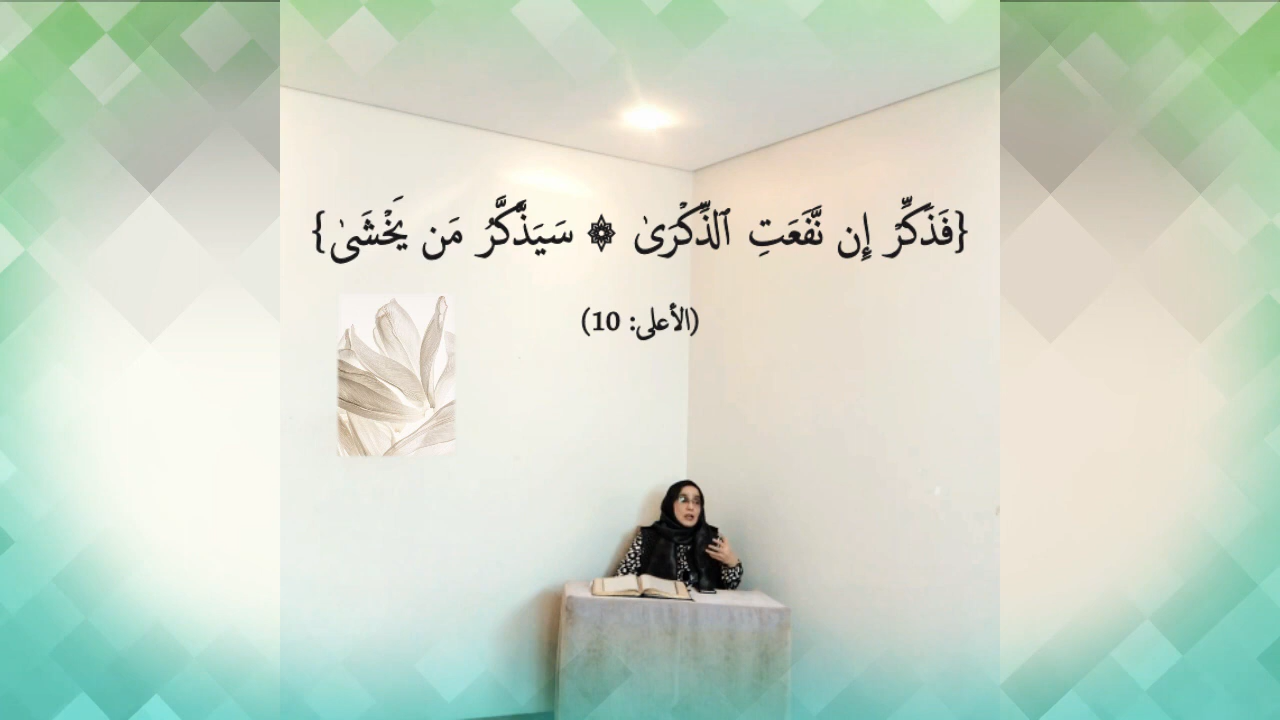 {فَذَكِّرْ إِن نَّفَعَتِ ٱلذِّكْرَىٰ ۞ سَيَذَّكَّرُ مَن يَخْشَىٰ}
(الأعلى: 10)